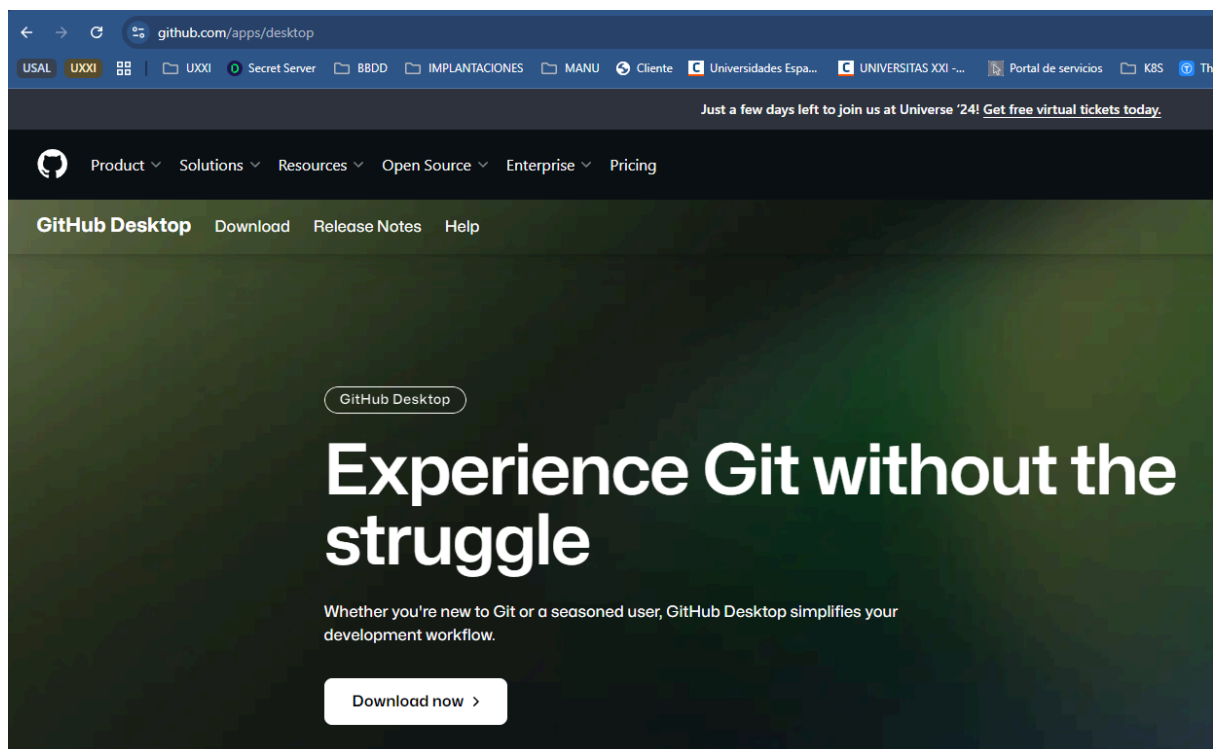 github.com/apps/desktop
USAL UXXI UXXI Secret Server BBDD IMPLANTACIONES MANU Cliente Universidades Espa... UNIVERSITAS XXI -... Portal de servicios K8S Th
Just a few days left to join us at Universe '24! Get free virtual tickets today.
Product Solutions Resources Open Source Enterprise Pricing
GitHub Desktop Download Release Notes Help
GitHub Desktop
Experience Git without the
struggle
Whether you're new to Git or a seasoned user, GitHub Desktop simplifies your
development workflow.
Download now